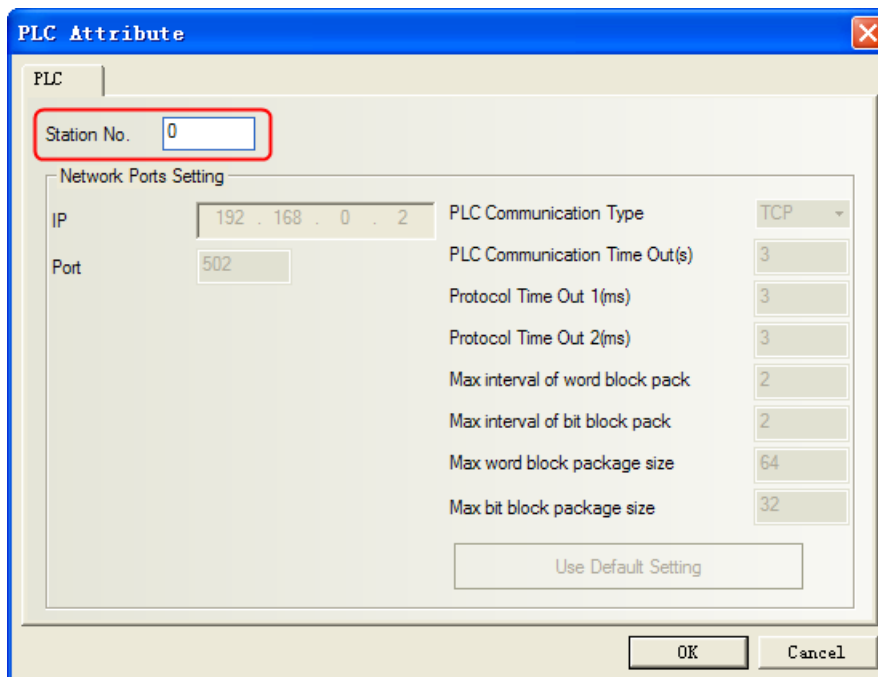 PLC Attribute
PLC
Station No. 0
Network Ports Setting
IP 192 . 168 . 0 . 2
Port 502
PLC Communication Type TCP
PLC Communication Time Out(s) 3
Protocol Time Out 1(ms) 3
Protocol Time Out 2(ms) 3
Max interval of word block pack 2
Max interval of bit block pack 2
Max word block package size 64
Max bit block package size 32
Use Default Setting
OK Cancel